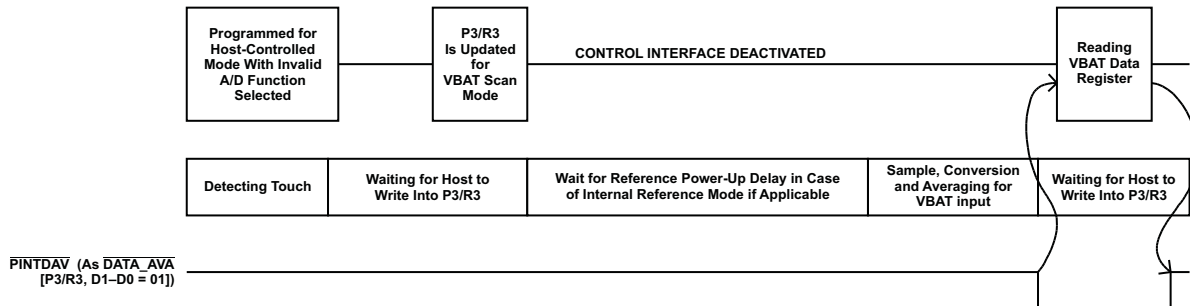 Programmed for
Host-Controlled
Mode With Invalid
A/D Function
Selected
P3/R3
Is Updated
for
VBAT Scan
Mode
CONTROL INTERFACE DEACTIVATED
Reading
VBAT Data
Register
Detecting Touch
Waiting for Host to
Write Into P3/R3
Wait for Reference Power-Up Delay in Case
of Internal Reference Mode if Applicable
Sample, Conversion
and Averaging for
VBAT input
Waiting for Host to
Write Into P3/R3
PINTDAV (As DATA_AVA
[P3/R3, D1–D0 = 01])